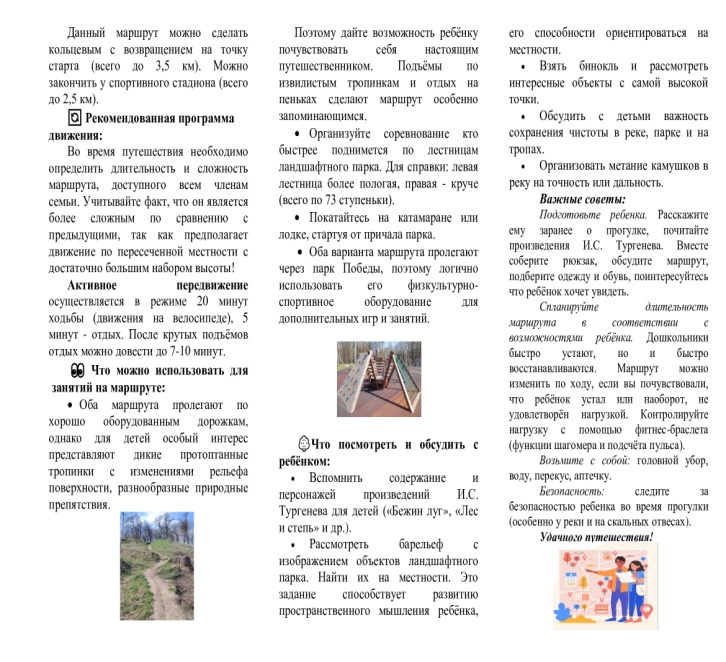 Данный маршрут можно сделать
кольцевым с возвращением на точку
старта (всего до 3,5 км). Можно
закончить у спортивного стадиона (всего
до 2,5 км).
Рекомендованная программа
движения:
Во время путешествия необходимо
определить длительность и сложность
маршрута, доступного всем членам
семьи. Учитывайте факт, что он является
более сложным по сравнению с
предыдущими, так как предполагает
движение по пересеченной местности с
достаточно большим набором высоты!
Активное передвижение
осуществляется в режиме 20 минут
ходьбы (движения на велосипеде), 5
минут - отдых. После крутых подъёмов
отдых можно довести до 7-10 минут.
Что можно использовать для
занятий на маршруте:
• Оба маршрута пролегают по
хорошо оборудованным дорожкам,
однако для детей особый интерес
представляют дикие протоптанные
тропинки с изменениями рельефа
поверхности, разнообразные природные
препятствия.
Поэтому дайте возможность ребёнку
почувствовать себя настоящим
путешественником. Подъёмы по
извилистым тропинкам и отдых на
пеньках сделают маршрут особенно
запоминающимся.
• Организуйте соревнование кто
быстрее поднимется по лестницам
ландшафтного парка. Для справки: левая
лестница более пологая, правая - круче
(всего по 73 ступеньки).
• Покатайтесь на катамаране или
лодке, стартуя от причала парка.
• Оба варианта маршрута пролегают
через парк Победы, поэтому логично
использовать его физкультурно-
спортивное оборудование для
дополнительных игр и занятий.
Что посмотреть и обсудить с
ребёнком:
• Вспомнить содержание и
персонажей произведений И.С.
Тургенева для детей («Бежин луг», «Лес
и степь» и др.).
• Рассмотреть барельеф с
изображением объектов ландшафтного
парка. Найти их на местности. Это
задание способствует развитию
пространственного мышления ребёнка,
его способности ориентироваться на
местности.
• Взять бинокль и рассмотреть
интересные объекты с самой высокой
точки.
• Обсудить с детьми важность
сохранения чистоты в реке, парке и на
тропах.
• Организовать метание камушков в
реку на точность или дальность.
Важные советы:
Подготовьте ребенка. Расскажите
ему заранее о прогулке, почитайте
произведения И.С. Тургенева. Вместе
соберите рюкзак, обсудите маршрут,
подберите одежду и обувь, поинтересуйтесь
что ребёнок хочет увидеть.
Спланируйте длительность
маршрута в соответствии с
возможностями ребёнка. Дошкольники
быстро устают, но и быстро
восстанавливаются. Маршрут можно
изменить по ходу, если вы почувствовали,
что ребёнок устал или наоборот, не
удовлетворён нагрузкой. Контролируйте
нагрузку с помощью фитнес-браслета
(функции шагомера и подсчёта пульса).
Возьмите с собой: головной убор,
воду, перекус, аптечку.
Безопасность: следите за
безопасностью ребенка во время прогулки
(особенно у реки и на скальных отвесах).
Удачного путешествия!